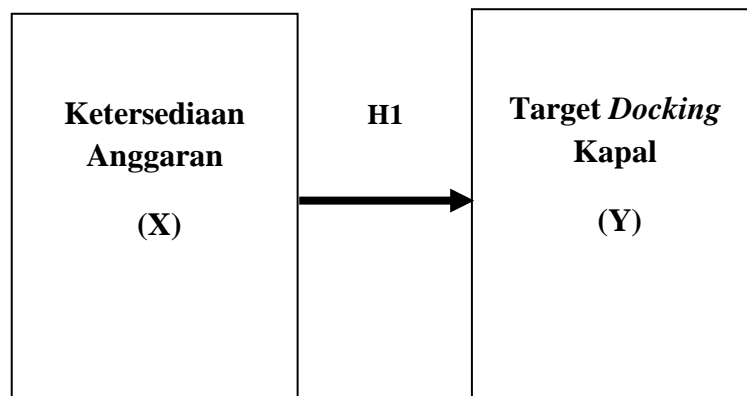 Ketersediaan
Anggaran
(X)
H1
Target Docking
Kapal
(Y)